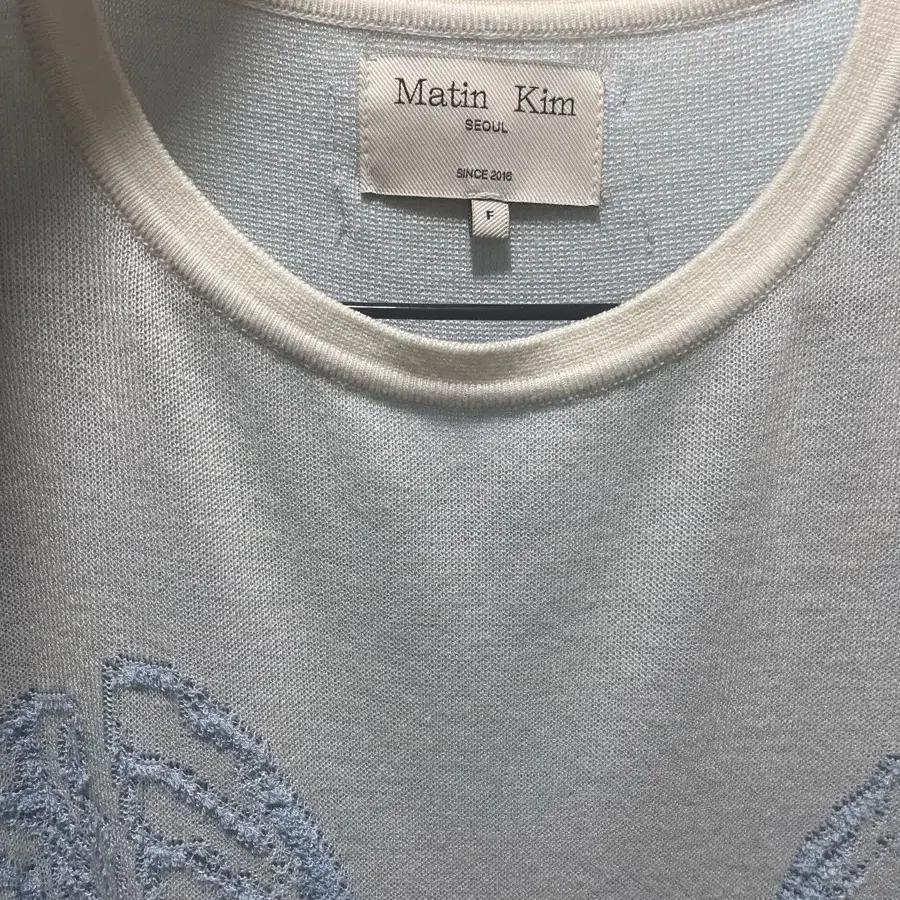 Matin Kim
SEOUL
SINCE 2016
F